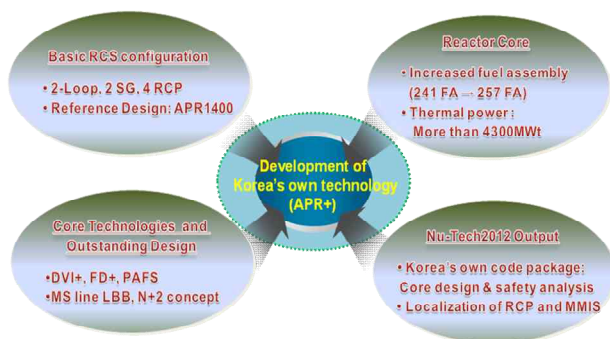 Basic RCS configuration
• 2-Loop, 2 SG, 4 RCP
• Reference Design: APR1400
Reactor Core
• Increased fuel assembly
(241 FA → 257 FA)
• Thermal power :
More than 4300MWt
Development of
Korea's own technology
(APR+)
Core Technologies and
Outstanding Design
• DVI+, FD+, PAFS
• MS line LBB, N+2 concept
Nu-Tech2012 Output
• Korea's own code package:
Core design & safety analysis
• Localization of RCP and MMIS